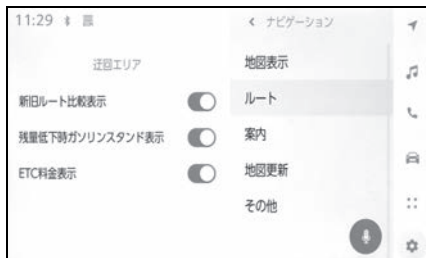 11:29
迂回エリア
新旧ルート比較表示
残量低下時ガソリンスタンド表示
ETC料金表示
ナビゲーション
地図表示
ルート
案内
地図更新
その他